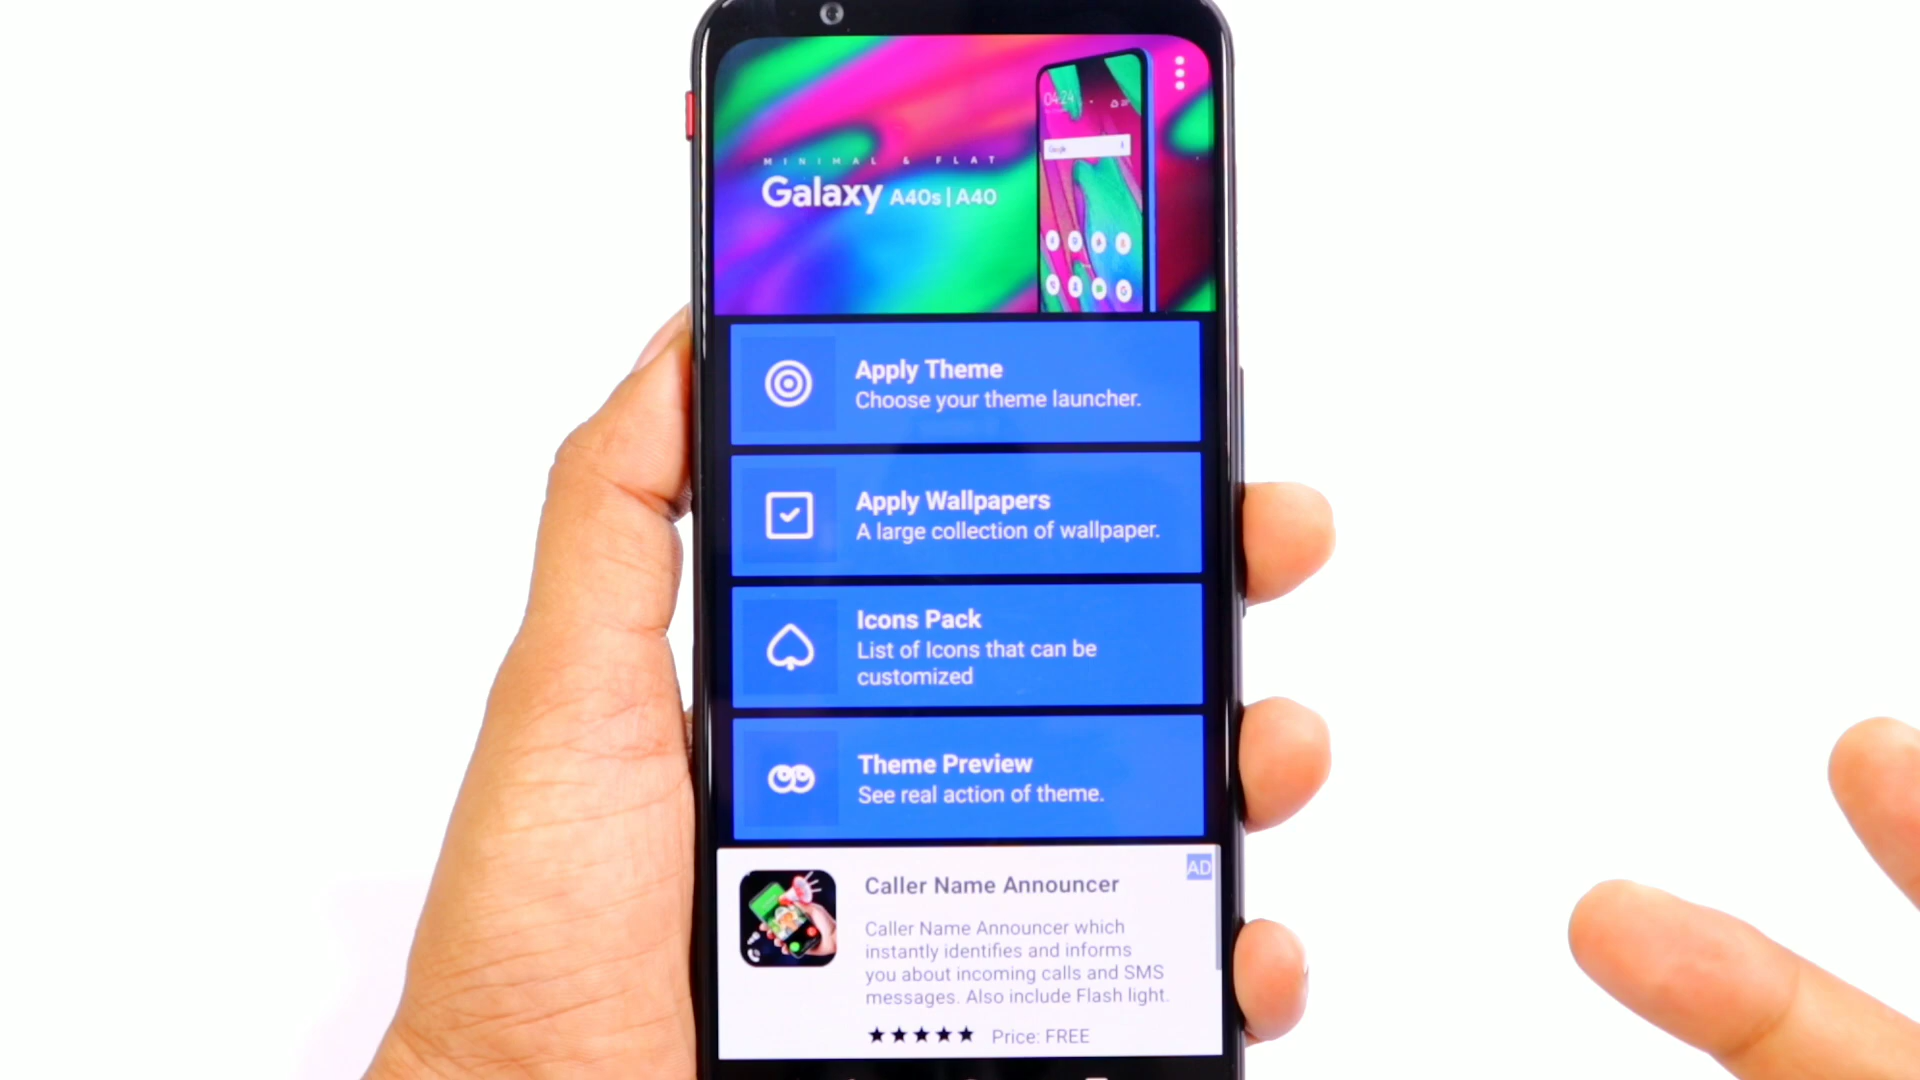 MINIMAL & FLAT
Galaxy A40s|A40
04:24
Google
Apply Theme
Choose your theme launcher.
Apply Wallpapers
A large collection of wallpaper.
Icons Pack
List of Icons that can be
customized
Theme Preview
See real action of theme.
AD
Caller Name Announcer
Caller Name Announcer which
instantly identifies and informs
you about incoming calls and SMS
messages. Also include Flash light.
Price: FREE